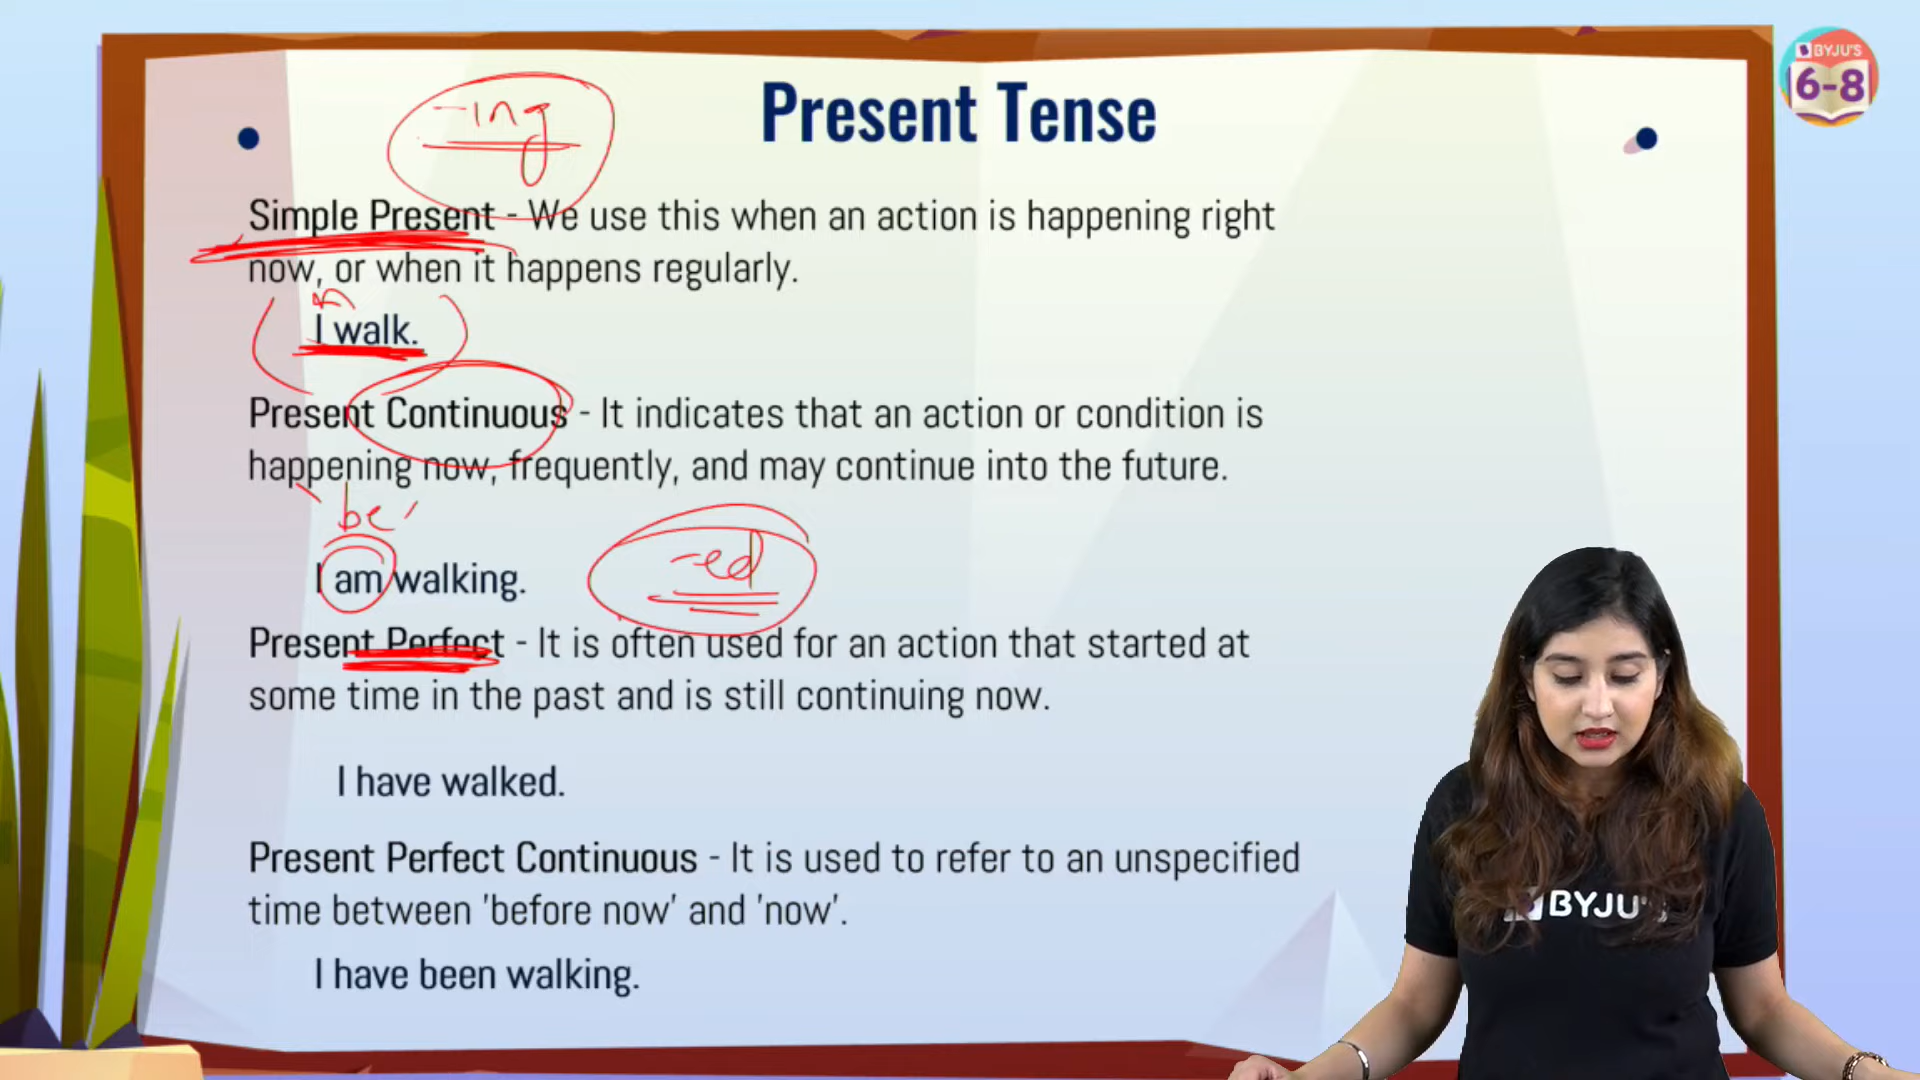 BYJU'S
6-8
Present Tense
-ing
Simple Present - We use this when an action is happening right
now, or when it happens regularly.
I walk.
Present Continuous - It indicates that an action or condition is
happening now, frequently, and may continue into the future.
'be'
I am walking.
-ed
Present Perfect - It is often used for an action that started at
some time in the past and is still continuing now.
I have walked.
Present Perfect Continuous - It is used to refer to an unspecified
time between 'before now' and 'now'.
I have been walking.
BYJU'S